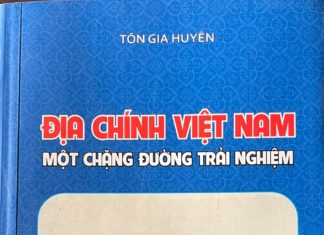 TÔN GIA HUYÊN
ĐỊA CHÍNH VIỆT NAM
MỘT CHẶNG ĐƯỜNG TRẢI NGHIỆM